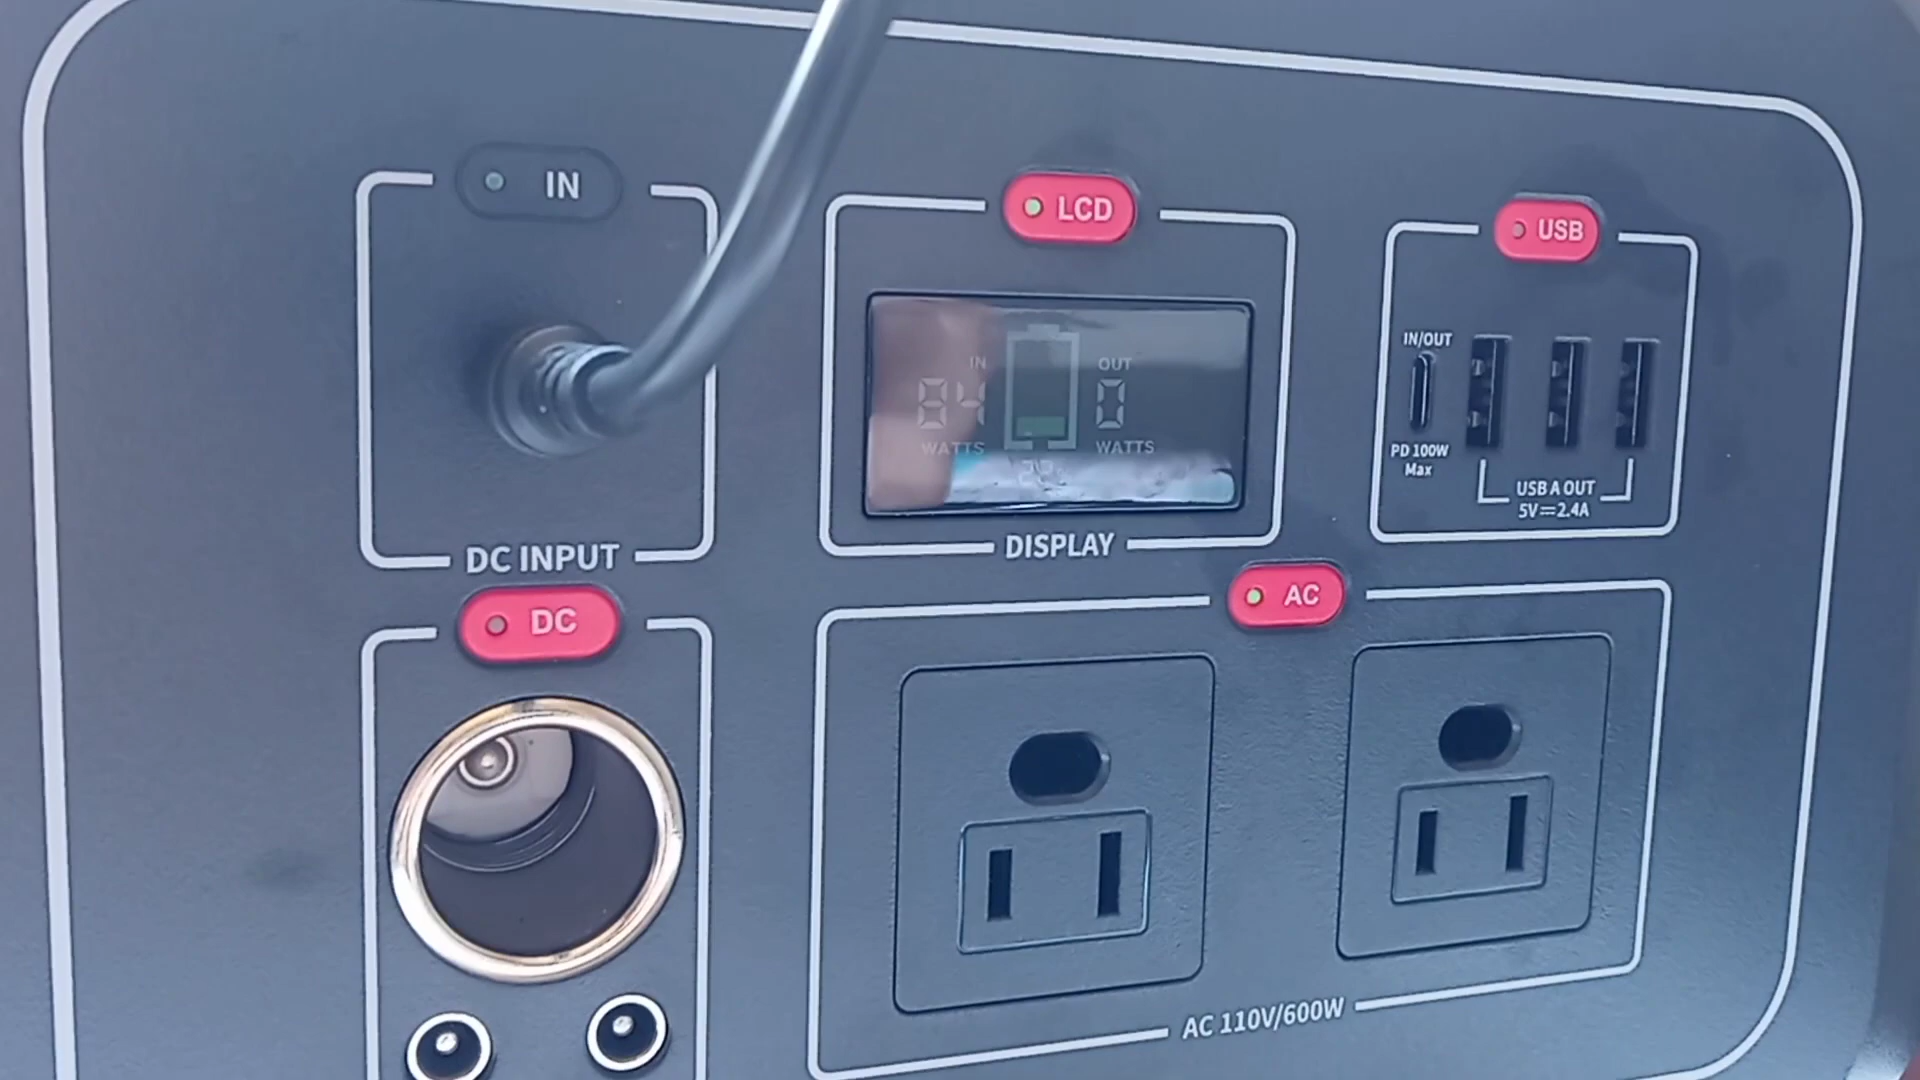 IN
LCD
USB
IN
84
WATTS
OUT
0
WATTS
IN/OUT
PD 100W
Max
USB A OUT
5V⎓2.4A
DC INPUT
DISPLAY
DC
AC
AC 110V/600W